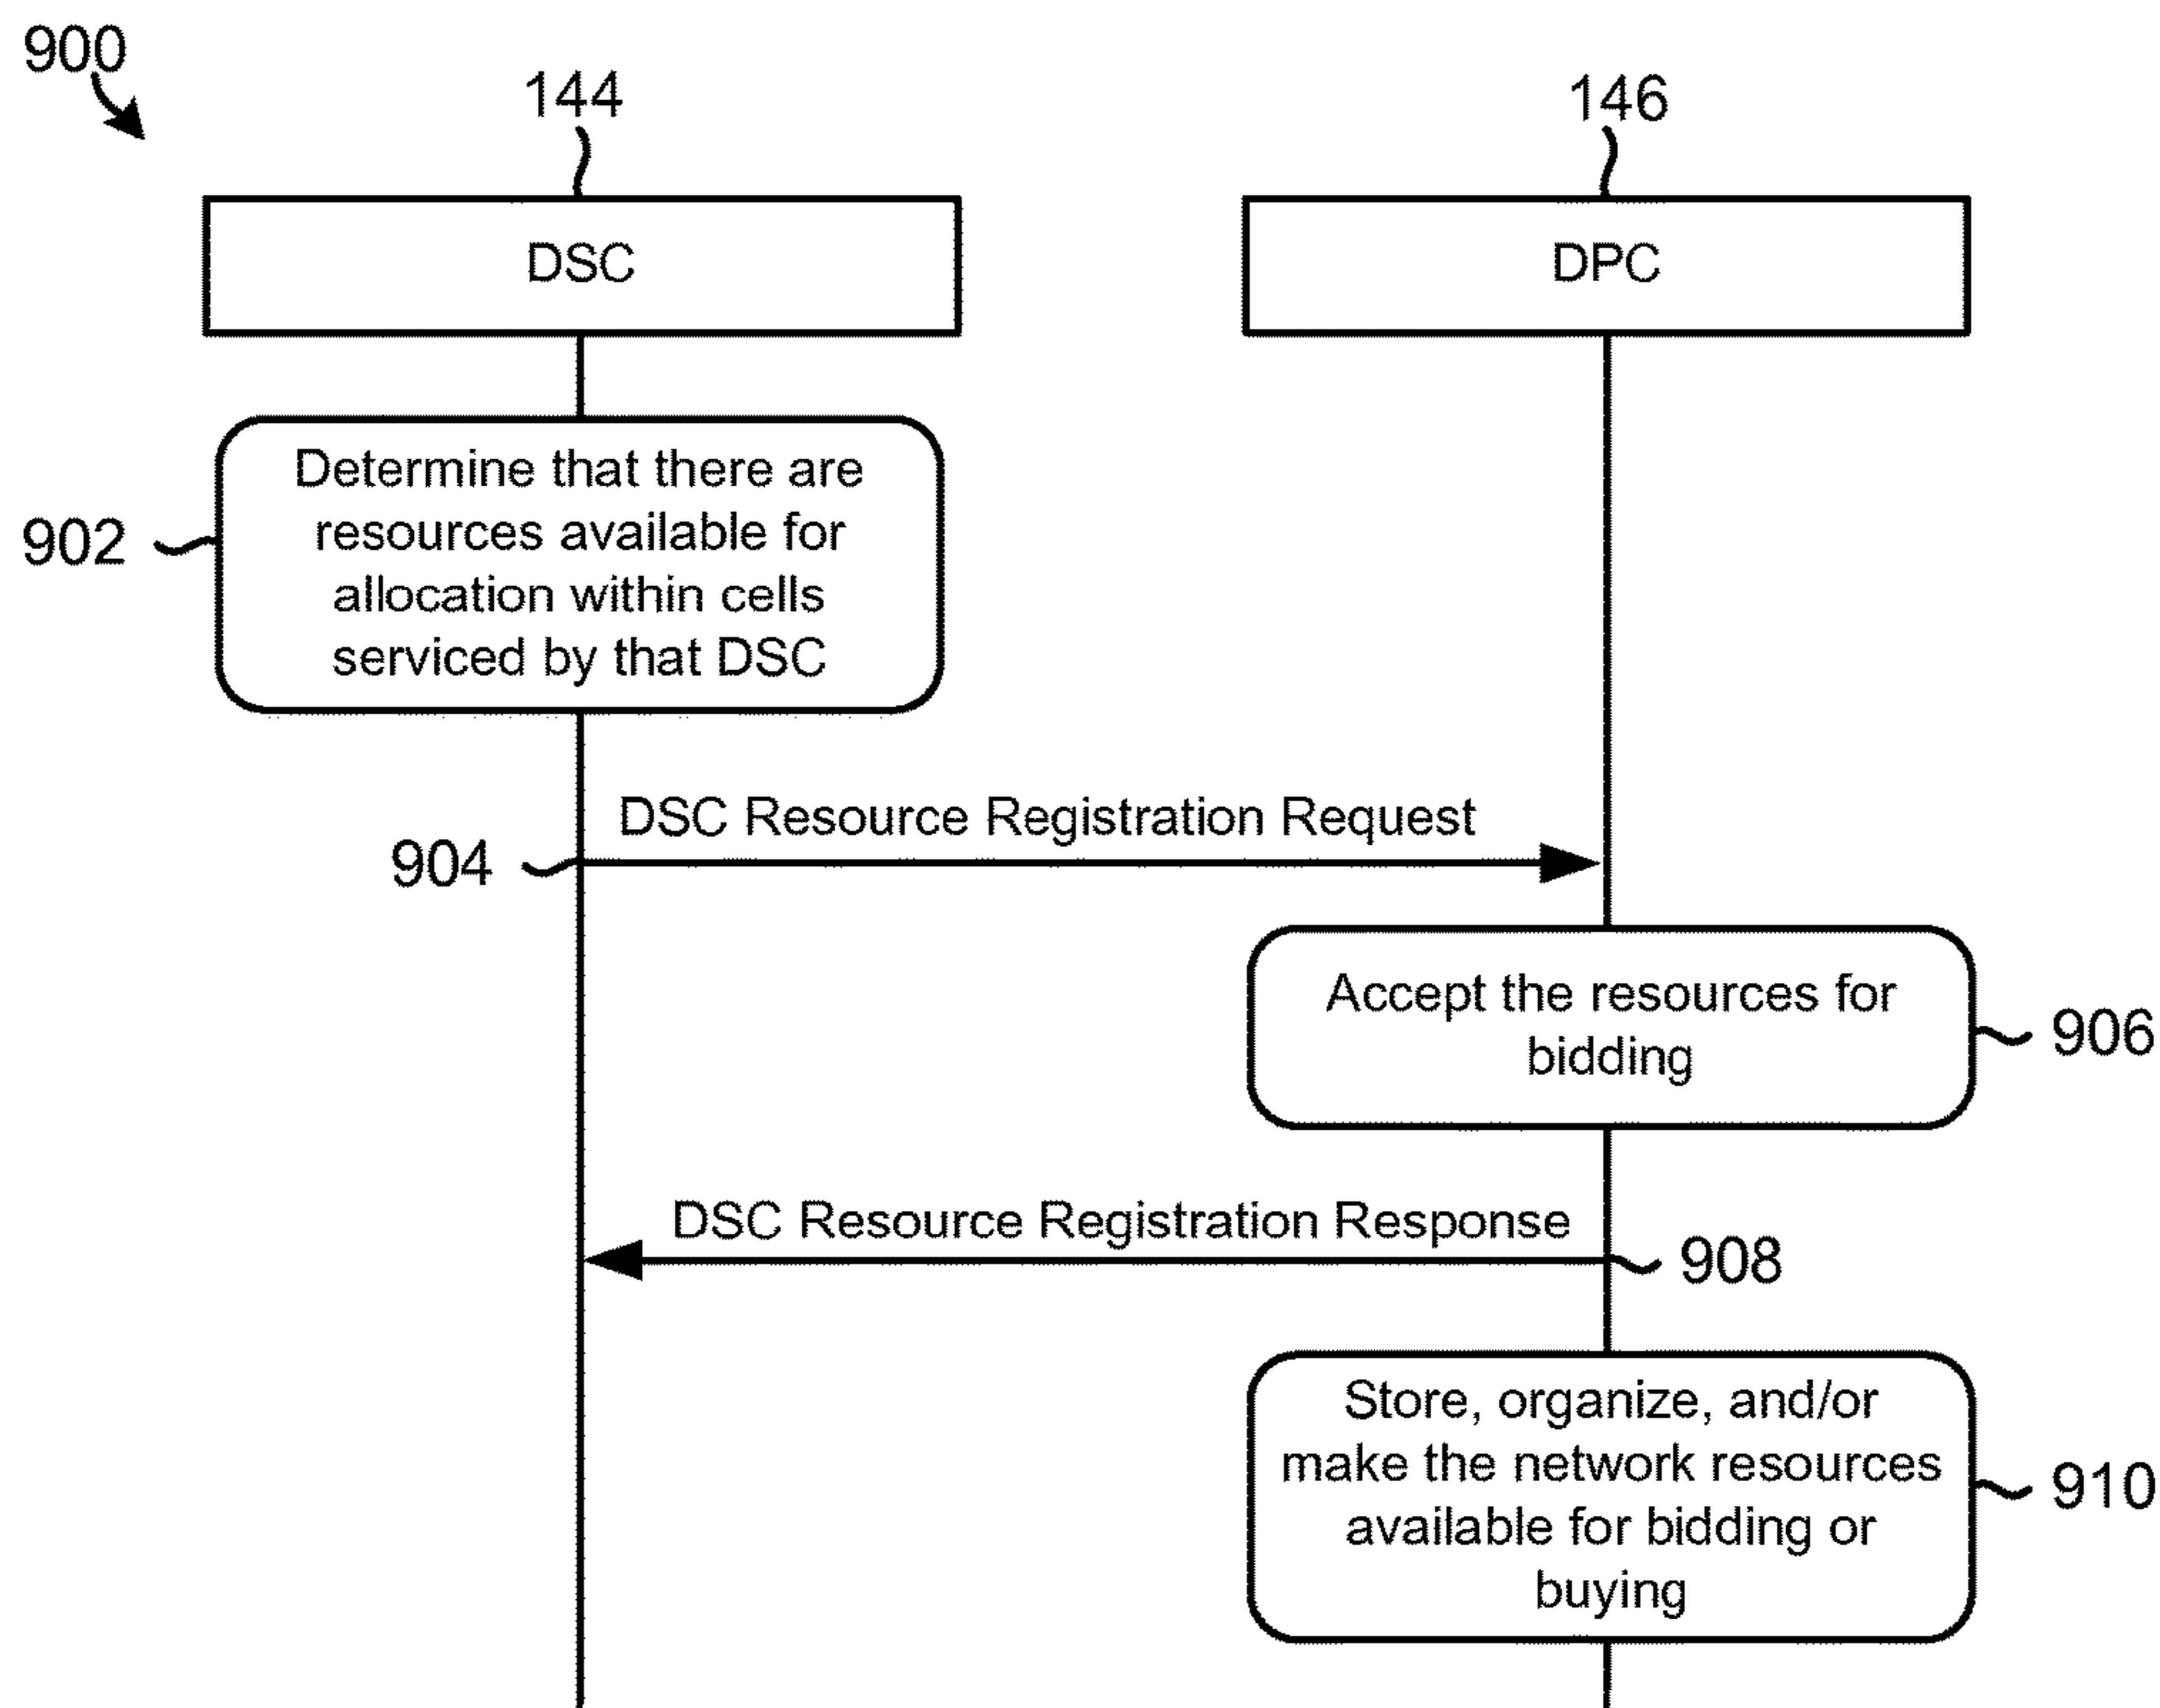 900
144
146
DSC
DPC
Determine that there are
resources available for
allocation within cells
serviced by that DSC
902
DSC Resource Registration Request
904
Accept the resources for
bidding
906
DSC Resource Registration Response
908
Store, organize, and/or
make the network resources
available for bidding or
buying
910